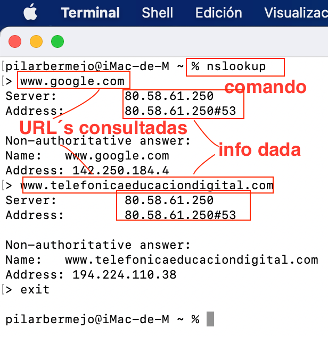 Terminal Shell Edición Visualizac
pilarbermejo@iMac-de-M ~ % nslookup
[> www.google.com
comando
Server: 80.58.61.250
Address: 80.58.61.250#53
URL´s consultadas
Non-authoritative answer:
info dada
Name: www.google.com
Address: 142.250.184.4
[> www.telefonicaeducaciondigital.com
Server: 80.58.61.250
Address: 80.58.61.250#53
Non-authoritative answer:
Name: www.telefonicaeducaciondigital.com
Address: 194.224.110.38
[> exit
pilarbermejo@iMac-de-M ~ %